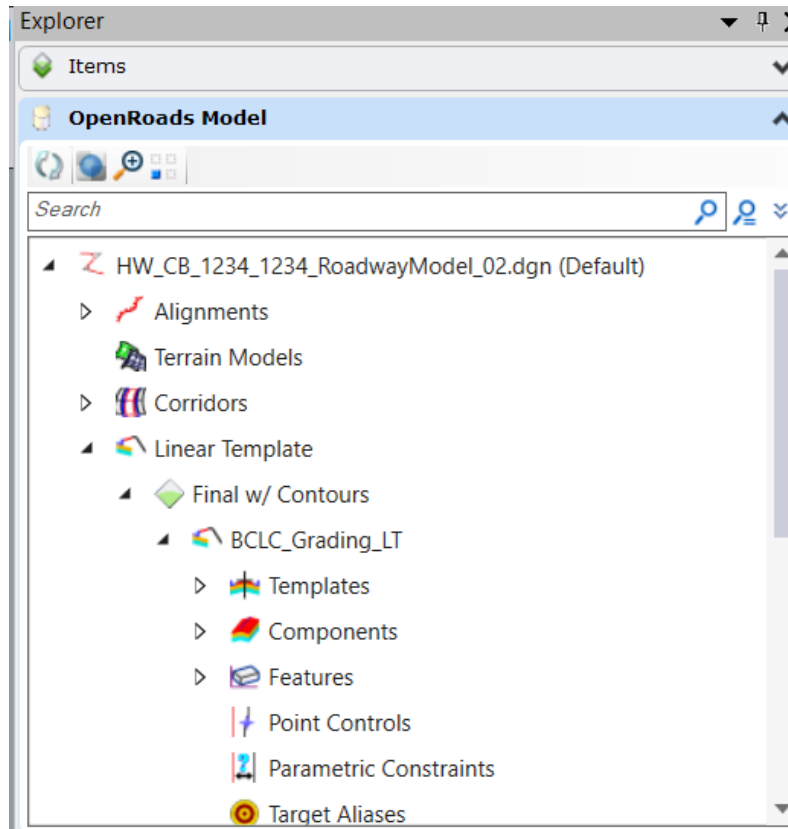 Explorer
Items
OpenRoads Model
Search
HW_CB_1234_1234_RoadwayModel_02.dgn (Default)
Alignments
Terrain Models
Corridors
Linear Template
Final w/ Contours
BCLC_Grading_LT
Templates
Components
Features
Point Controls
Parametric Constraints
Target Aliases